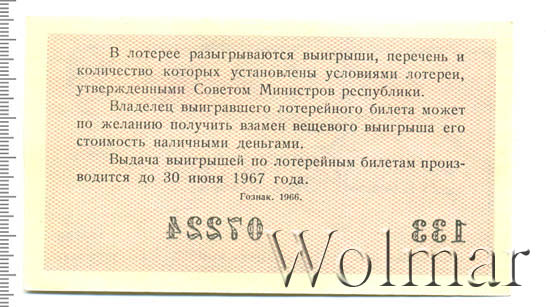 В лотерее разыгрываются выигрыши, перечень и
количество которых установлены условиями лотереи,
утвержденными Советом Министров республики.
Владелец выигравшего лотерейного билета может
по желанию получить взамен вещевого выигрыша его
стоимость наличными деньгами.
Выдача выигрышей по лотерейным билетам произ-
водится до 30 июня 1967 года.
Гознак. 1966.
133 07224
Wolmar